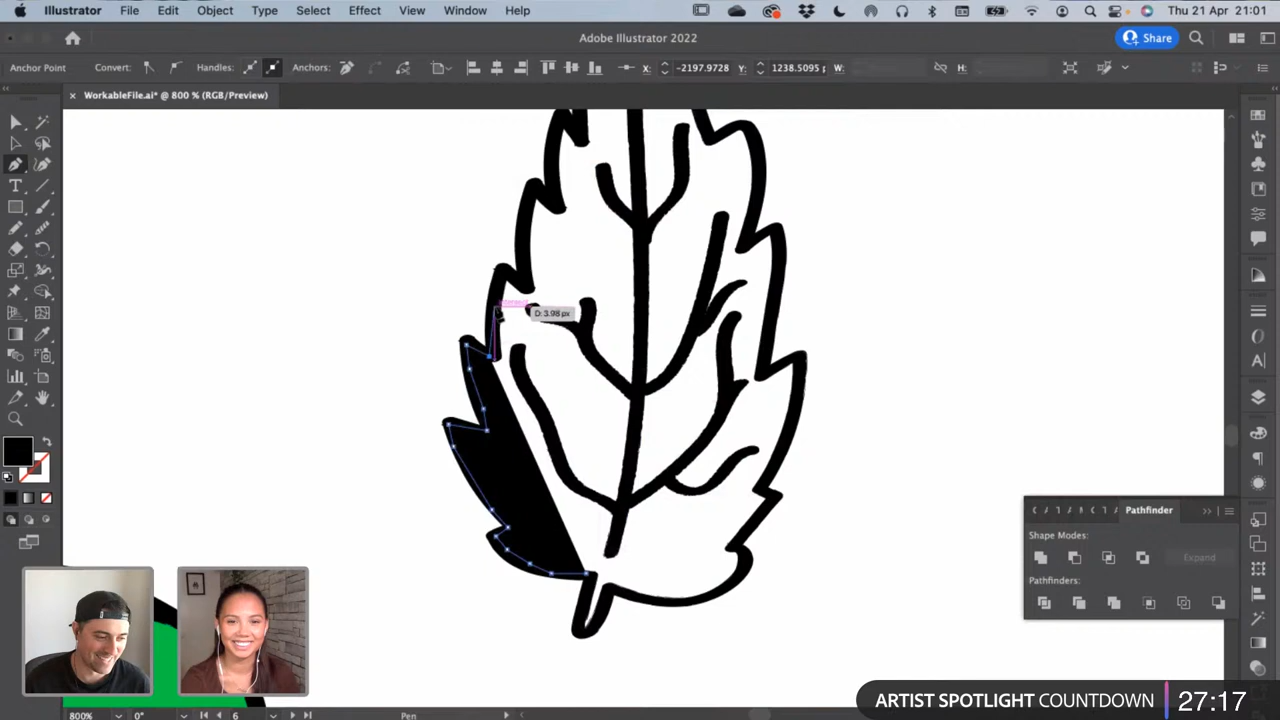 Illustrator File Edit Object Type Select Effect View Window Help
Thu 21 Apr 21:01
Adobe Illustrator 2022
Share
Anchor Point Convert: Handles: Anchors: X: -2197.9728 Y: 1238.5095 p W: H:
× WorkableFile.ai* @ 800 % (RGB/Preview)
intersect
D: 3.98 px
Pathfinder
Shape Modes:
Expand
Pathfinders:
ARTIST SPOTLIGHT COUNTDOWN 27:17
800% 0° 6 Pen